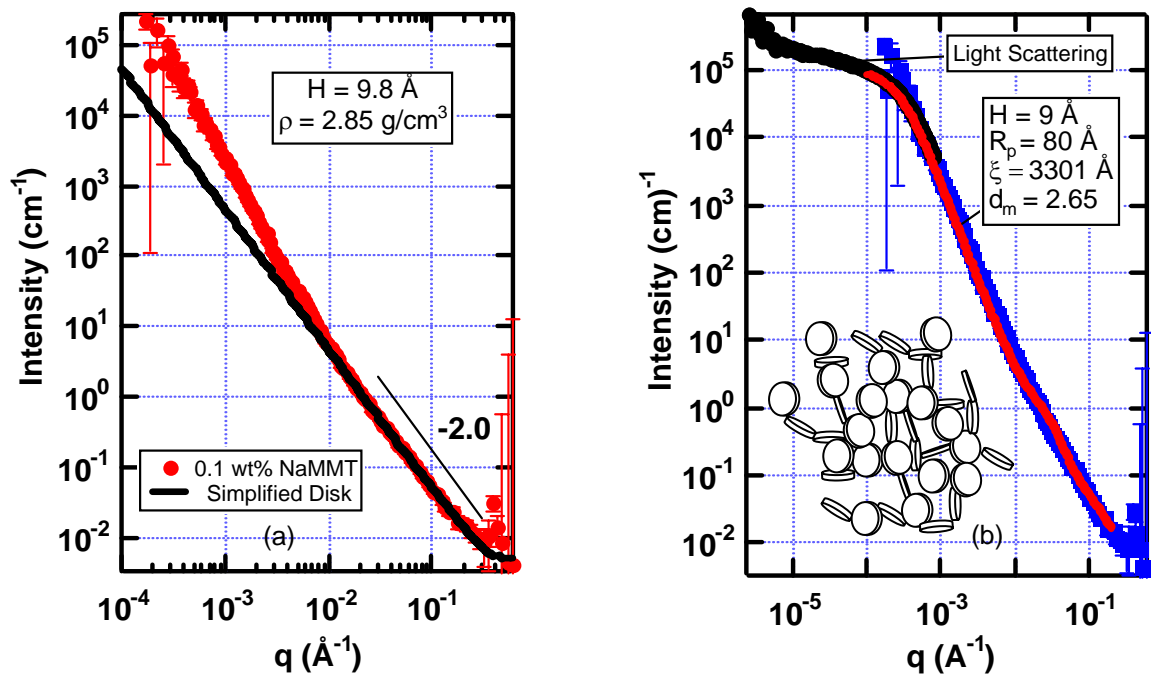 10⁵
10⁴
10³
10²
10¹
10⁰
10⁻¹
10⁻²
Intensity (cm⁻¹)
H = 9.8 Å
ρ = 2.85 g/cm³
-2.0
0.1 wt% NaMMT
Simplified Disk
(a)
10⁻⁴
10⁻³
10⁻²
10⁻¹
q (Å⁻¹)
10⁵
10⁴
10³
10²
10¹
10⁰
10⁻¹
10⁻²
Intensity (cm)⁻¹
Light Scattering
H = 9 Å
Rₚ = 80 Å
ξ = 3301 Å
dₘ = 2.65
(b)
10⁻⁵
10⁻³
10⁻¹
q (A⁻¹)